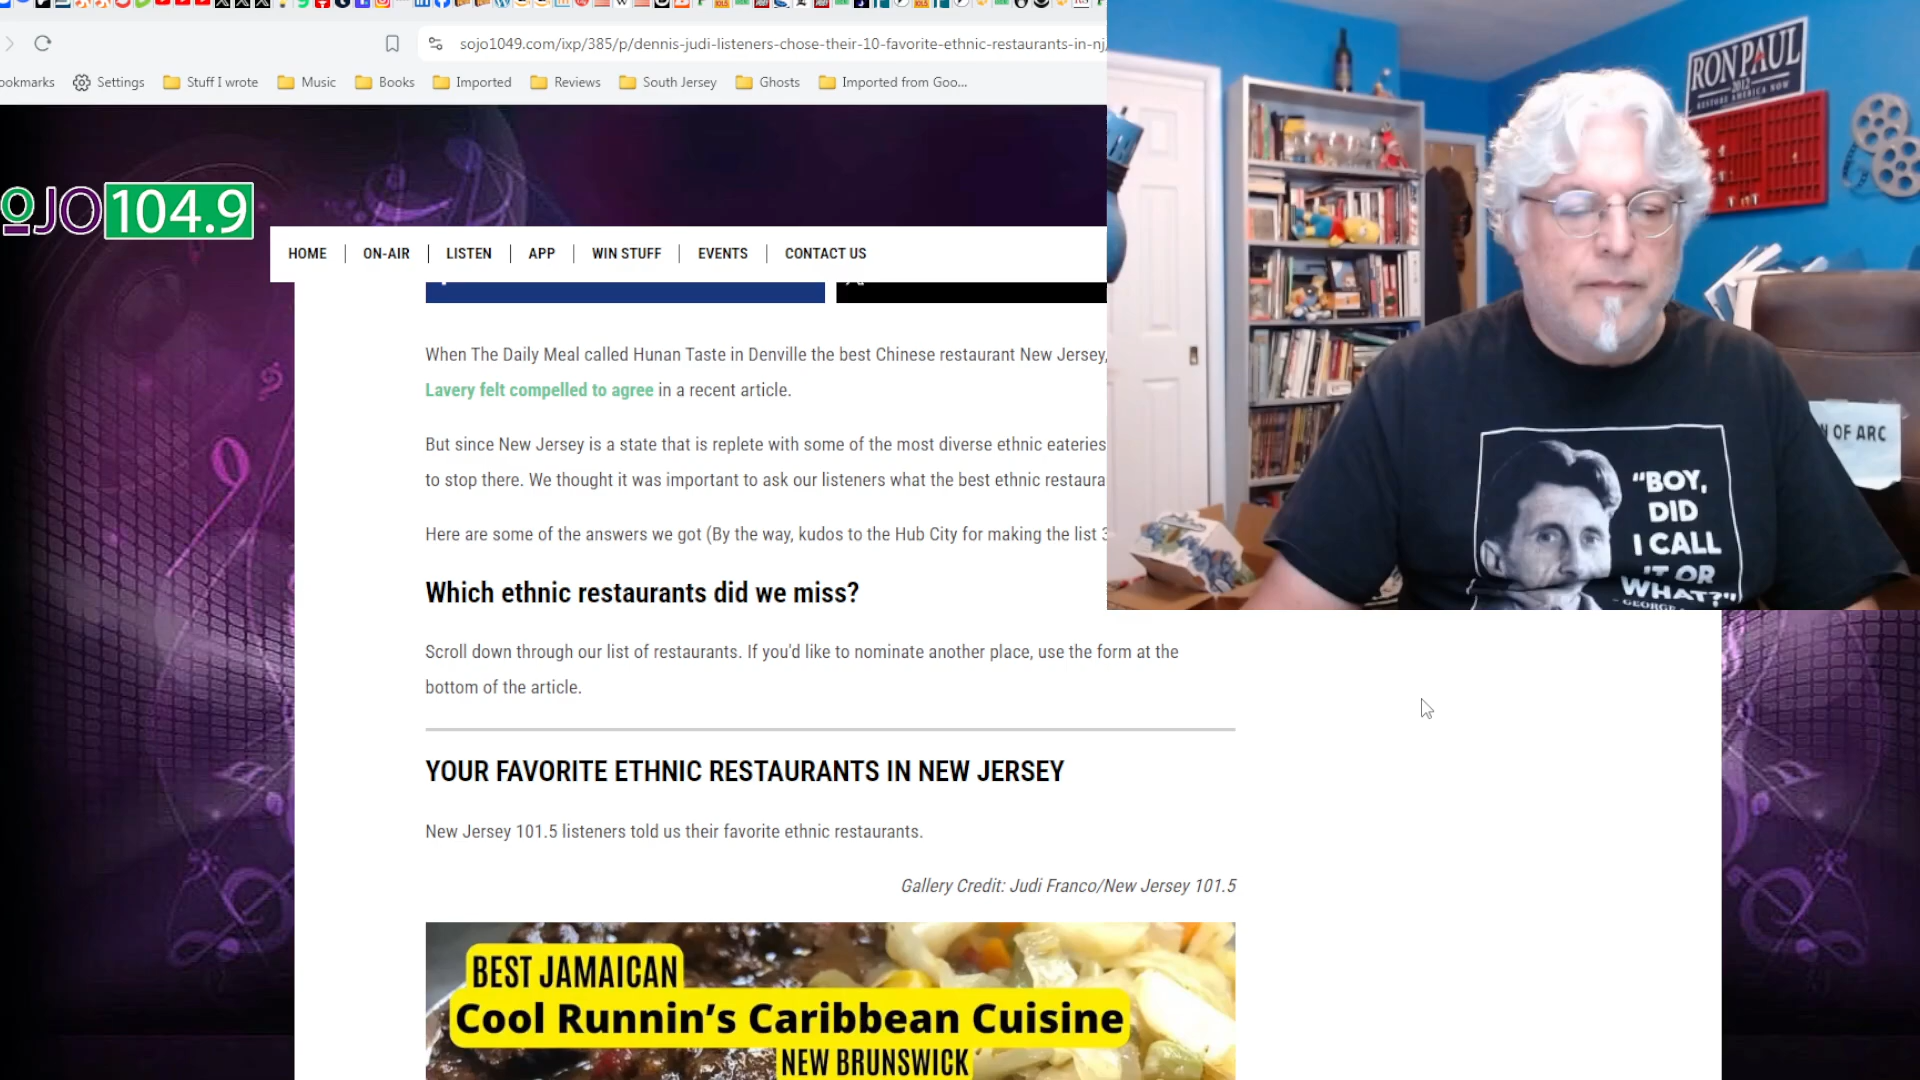 sojo1049.com/ixp/385/p/dennis-judi-listeners-chose-their-10-favorite-ethnic-restaurants-in-nj/
ookmarks Settings Stuff I wrote Music Books Imported Reviews South Jersey Ghosts Imported from Goo...
OJO 104.9
HOME ON-AIR LISTEN APP WIN STUFF EVENTS CONTACT US
When The Daily Meal called Hunan Taste in Denville the best Chinese restaurant New Jersey,
Lavery felt compelled to agree in a recent article.
But since New Jersey is a state that is replete with some of the most diverse ethnic eateries
to stop there. We thought it was important to ask our listeners what the best ethnic restaura
Here are some of the answers we got (By the way, kudos to the Hub City for making the list 3
Which ethnic restaurants did we miss?
Scroll down through our list of restaurants. If you'd like to nominate another place, use the form at the
bottom of the article.
YOUR FAVORITE ETHNIC RESTAURANTS IN NEW JERSEY
New Jersey 101.5 listeners told us their favorite ethnic restaurants.
Gallery Credit: Judi Franco/New Jersey 101.5
BEST JAMAICAN
Cool Runnin's Caribbean Cuisine
NEW BRUNSWICK
RON PAUL
2012
RESTORE AMERICA NOW
N OF ARC
"BOY,
DID
I CALL
IT OR
WHAT?"
- GEORGE